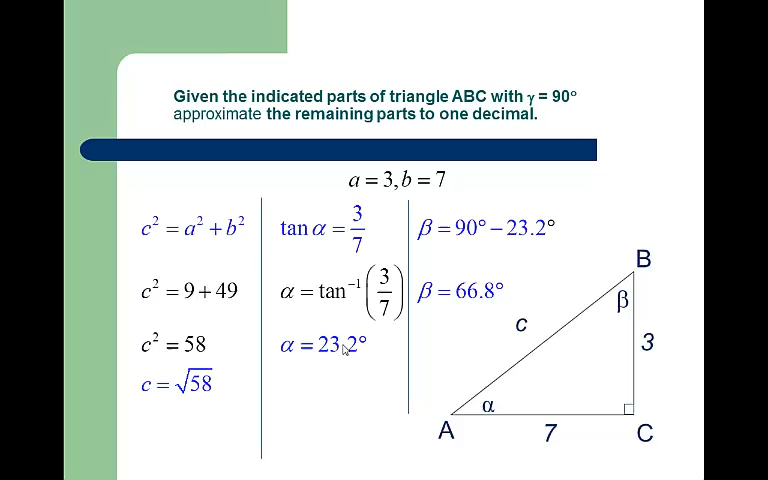 Given the indicated parts of triangle ABC with γ = 90°
approximate the remaining parts to one decimal.
a = 3, b = 7
c² = a² + b²
c² = 9 + 49
c² = 58
c = √58
tan α = 3/7
α = tan⁻¹(3/7)
α = 23.2°
β = 90° − 23.2°
β = 66.8°
B
β
c
3
α
A
7
C